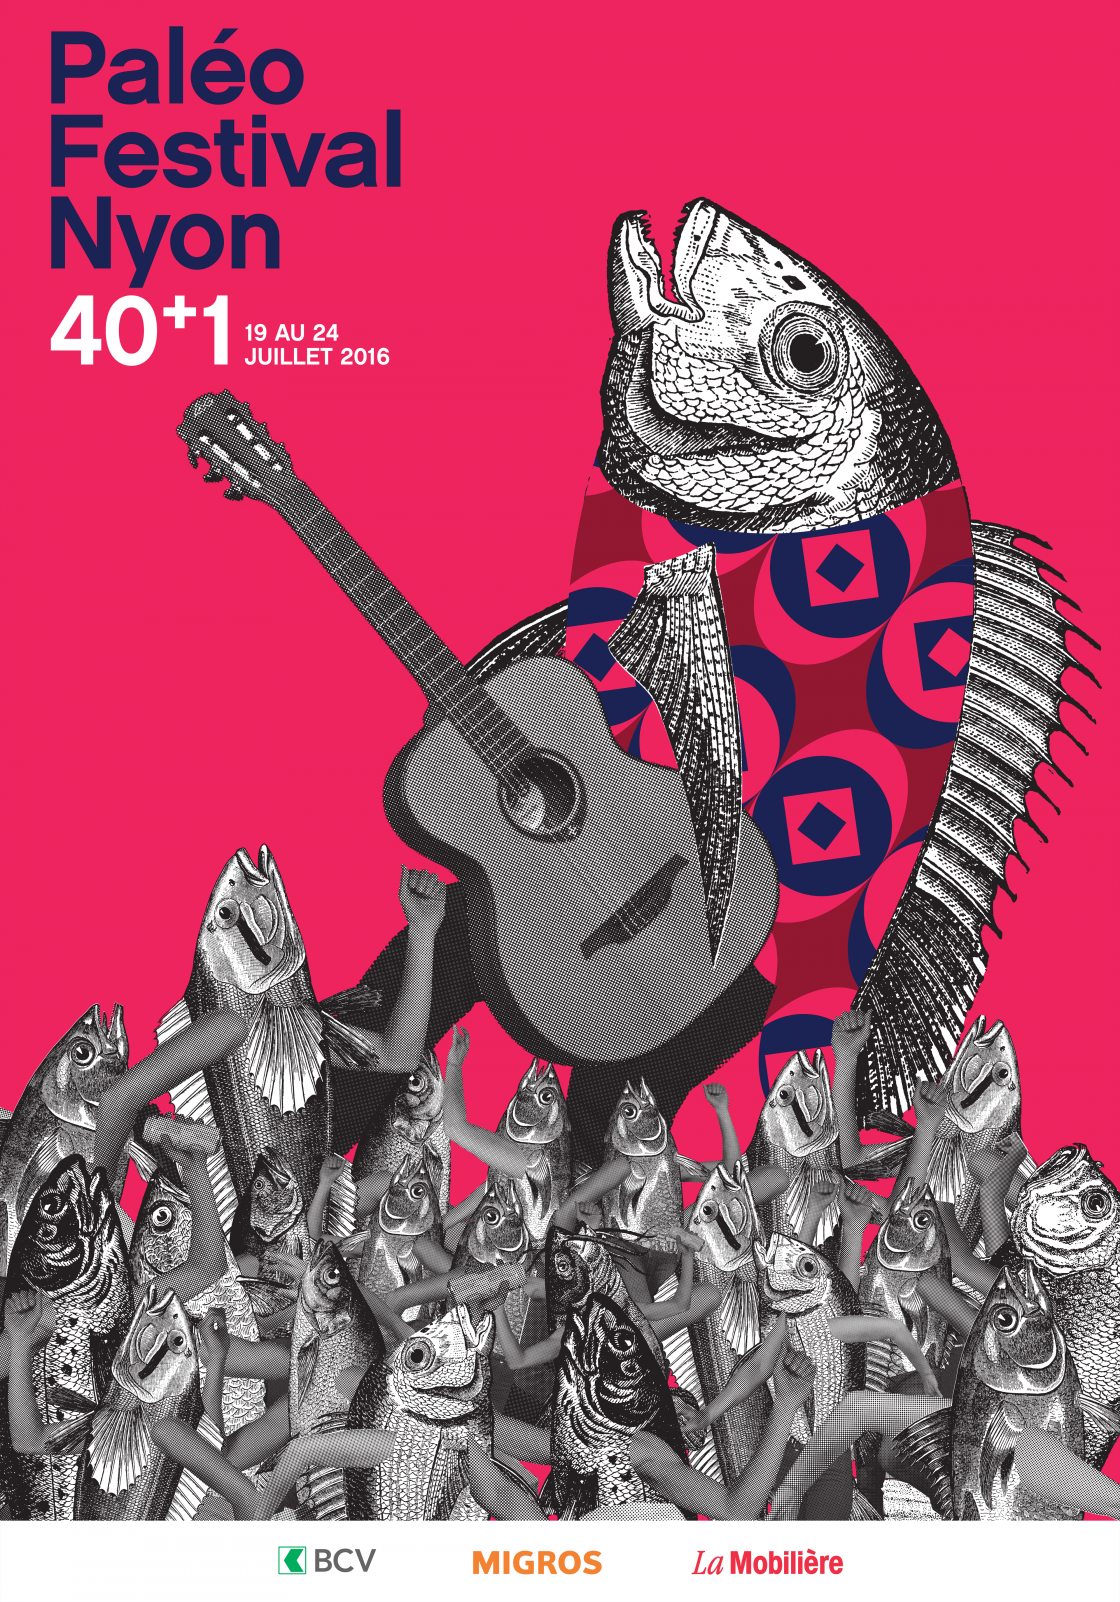 Paléo
Festival
Nyon
40+1 19 AU 24
JUILLET 2016
BCV MIGROS La Mobilière